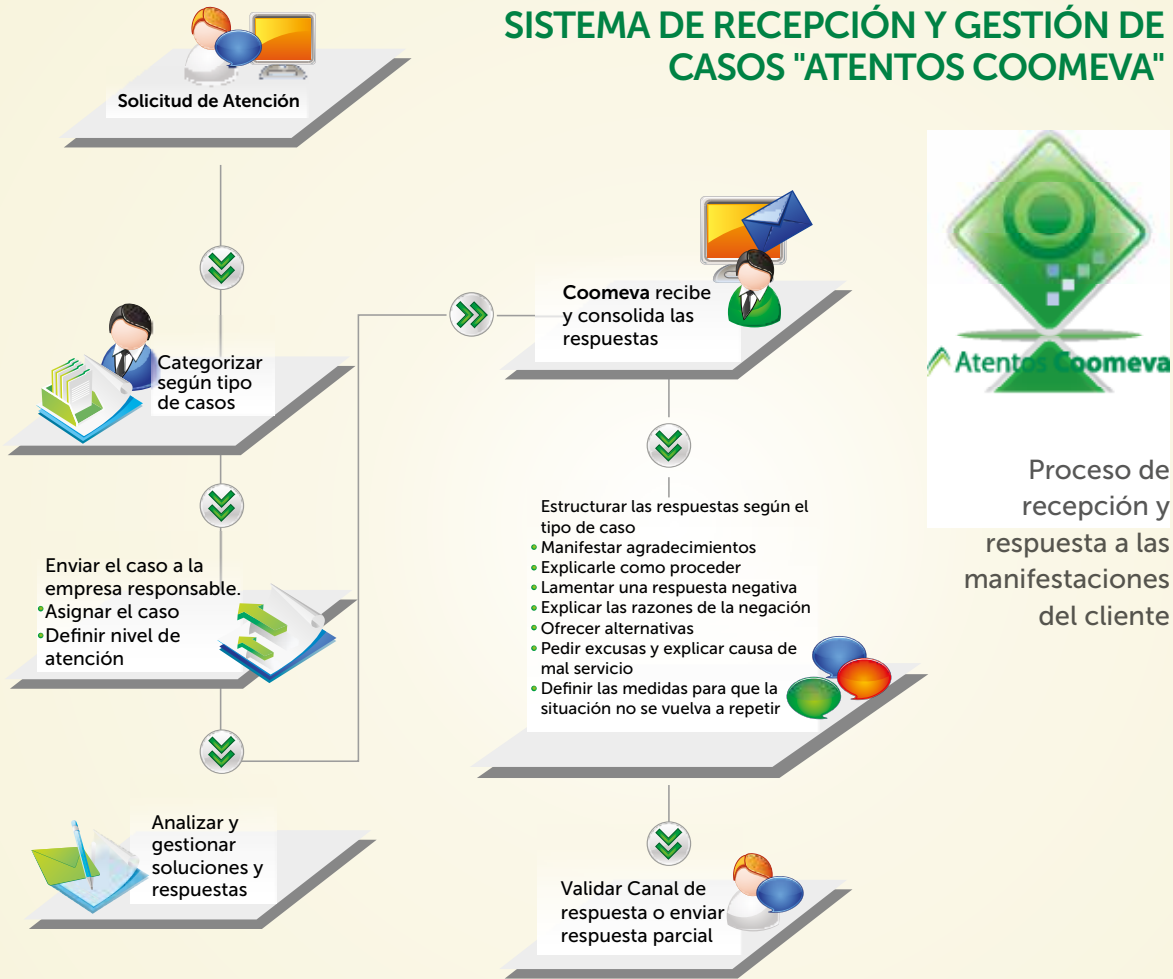 SISTEMA DE RECEPCIÓN Y GESTIÓN DE
CASOS "ATENTOS COOMEVA"
Solicitud de Atención
Categorizar
según tipo
de casos
Enviar el caso a la
empresa responsable.
•Asignar el caso
•Definir nivel de
atención
Analizar y
gestionar
soluciones y
respuestas
Coomeva recibe
y consolida las
respuestas
Estructurar las respuestas según el
tipo de caso
• Manifestar agradecimientos
• Explicarle como proceder
• Lamentar una respuesta negativa
• Explicar las razones de la negación
• Ofrecer alternativas
• Pedir excusas y explicar causa de
mal servicio
• Definir las medidas para que la
situación no se vuelva a repetir
Validar Canal de
respuesta o enviar
respuesta parcial
Atentos Coomeva
Proceso de
recepción y
respuesta a las
manifestaciones
del cliente